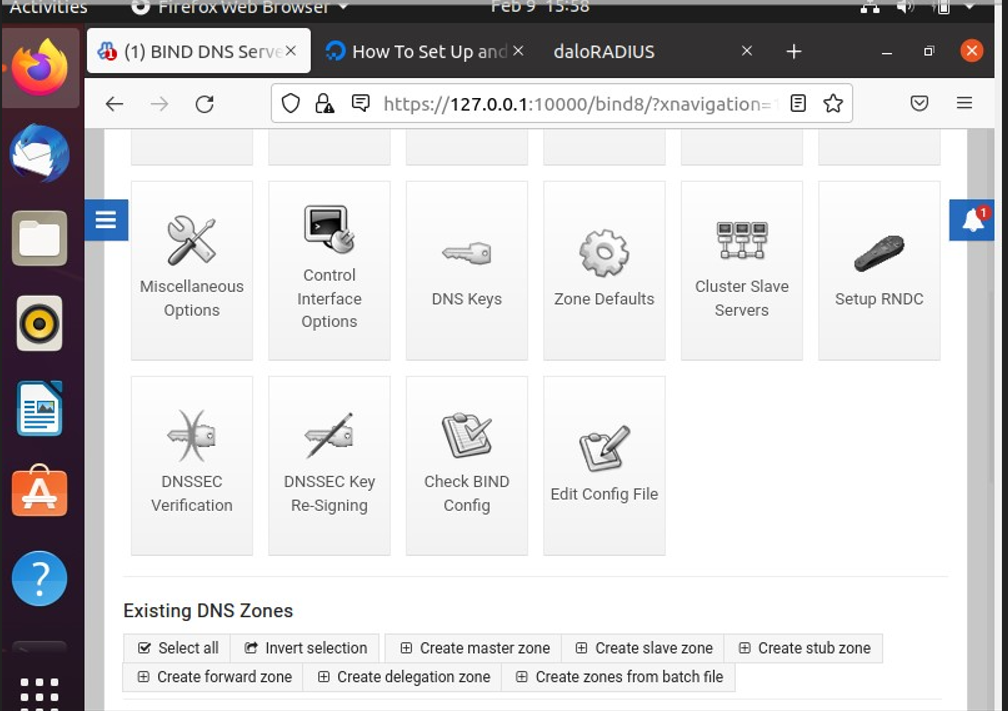 Activities Firefox Web Browser Feb 9 15:58
(1) BIND DNS Serve How To Set Up and daloRADIUS
https://127.0.0.1:10000/bind8/?xnavigation=1
1
Miscellaneous Options
Control Interface Options
DNS Keys
Zone Defaults
Cluster Slave Servers
Setup RNDC
DNSSEC Verification
DNSSEC Key Re-Signing
Check BIND Config
Edit Config File
Existing DNS Zones
Select all Invert selection Create master zone Create slave zone Create stub zone
Create forward zone Create delegation zone Create zones from batch file